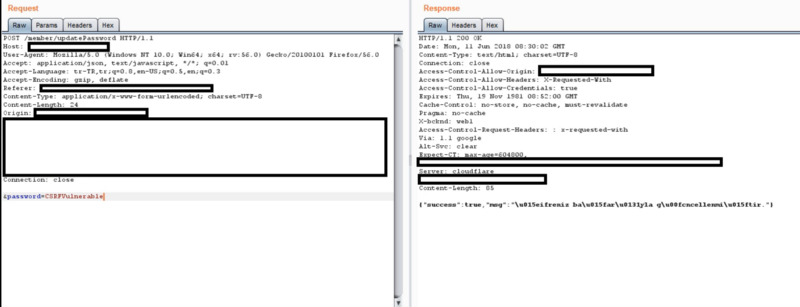 Request
Raw Params Headers Hex
POST /member/updatePassword HTTP/1.1
Host:
User-Agent: Mozilla/5.0 (Windows NT 10.0; Win64; x64; rv:56.0) Gecko/20100101 Firefox/56.0
Accept: application/json, text/javascript, */*; q=0.01
Accept-Language: tr-TR,tr;q=0.8,en-US;q=0.5,en;q=0.3
Accept-Encoding: gzip, deflate
Referer:
Content-Type: application/x-www-form-urlencoded; charset=UTF-8
Content-Length: 24
Origin:
Connection: close
&password=CSRFVulnerable
Response
Raw Headers Hex
HTTP/1.1 200 OK
Date: Mon, 11 Jun 2018 08:30:02 GMT
Content-Type: text/html; charset=UTF-8
Connection: close
Access-Control-Allow-Origin:
Access-Control-Allow-Headers: X-Requested-With
Access-Control-Allow-Credentials: true
Expires: Thu, 19 Nov 1981 08:52:00 GMT
Cache-Control: no-store, no-cache, must-revalidate
Pragma: no-cache
X-bcknd: web1
Access-Control-Request-Headers: : x-requested-with
Via: 1.1 google
Alt-Svc: clear
Expect-CT: max-age=604800,
Server: cloudflare
Content-Length: 85
{"success":true,"msg":"\u015eifreniz ba\u015far\u0131yla g\u00fcncellenmi\u015ftir."}